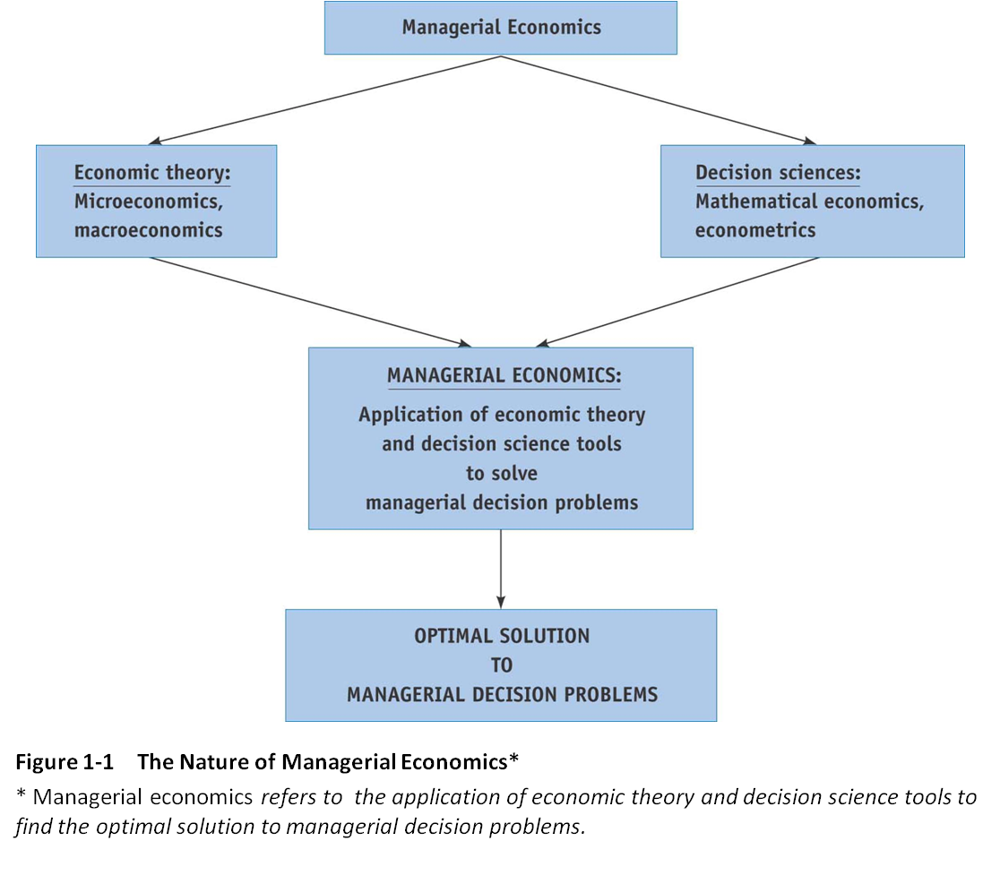 Managerial Economics
Economic theory:
Microeconomics,
macroeconomics
Decision sciences:
Mathematical economics,
econometrics
MANAGERIAL ECONOMICS:
Application of economic theory
and decision science tools
to solve
managerial decision problems
OPTIMAL SOLUTION
TO
MANAGERIAL DECISION PROBLEMS
Figure 1-1 The Nature of Managerial Economics*
* Managerial economics refers to the application of economic theory and decision science tools to
find the optimal solution to managerial decision problems.